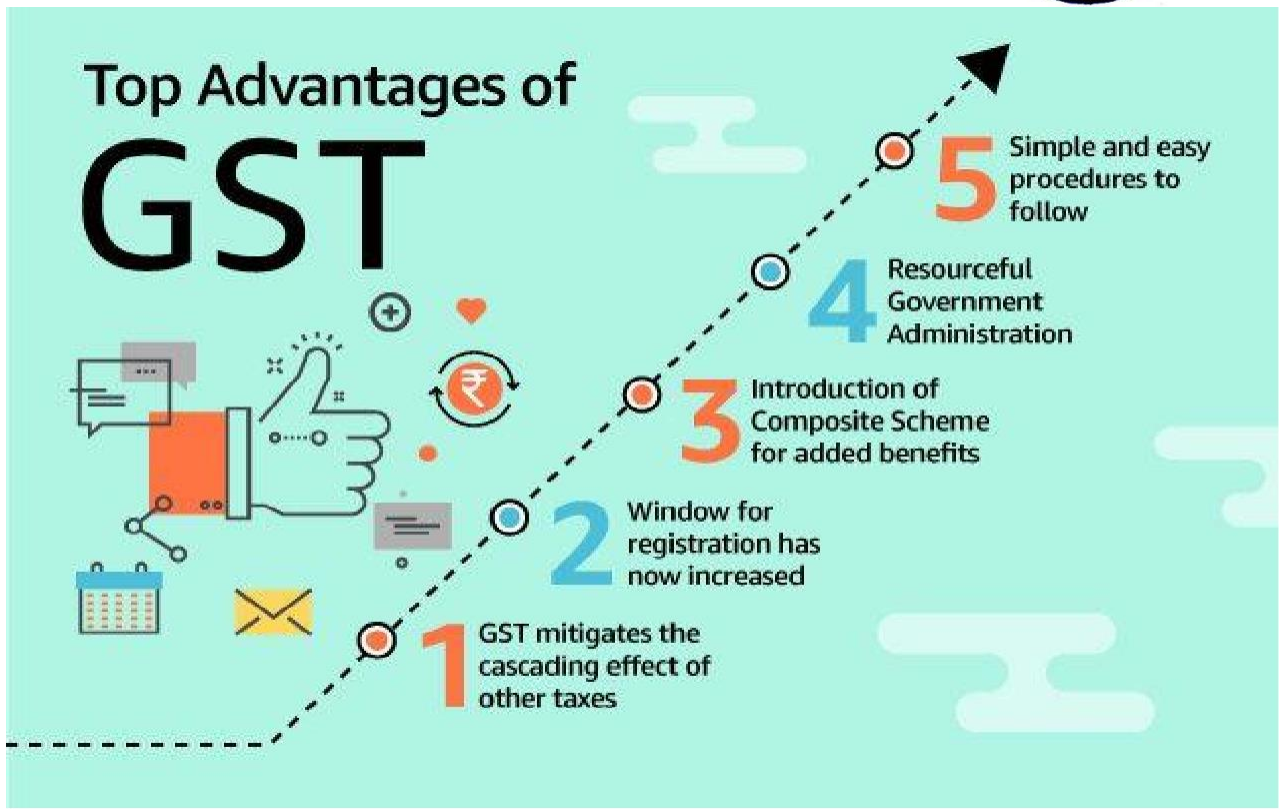 Top Advantages of
GST
5
Simple and easy
procedures to
follow
4
Resourceful
Government
Administration
3
Introduction of
Composite Scheme
for added benefits
2
Window for
registration has
now increased
1
GST mitigates the
cascading effect of
other taxes
₹